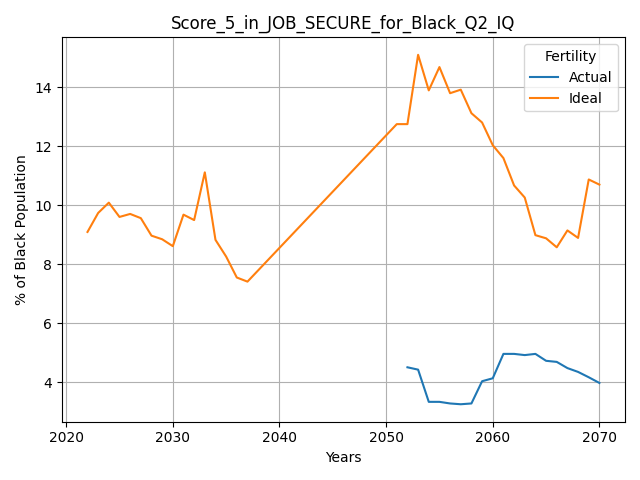 Score_5_in_JOB_SECURE_for_Black_Q2_IQ
Fertility
Actual
Ideal
% of Black Population
14
12
10
8
6
4
2020 2030 2040 2050 2060 2070
Years